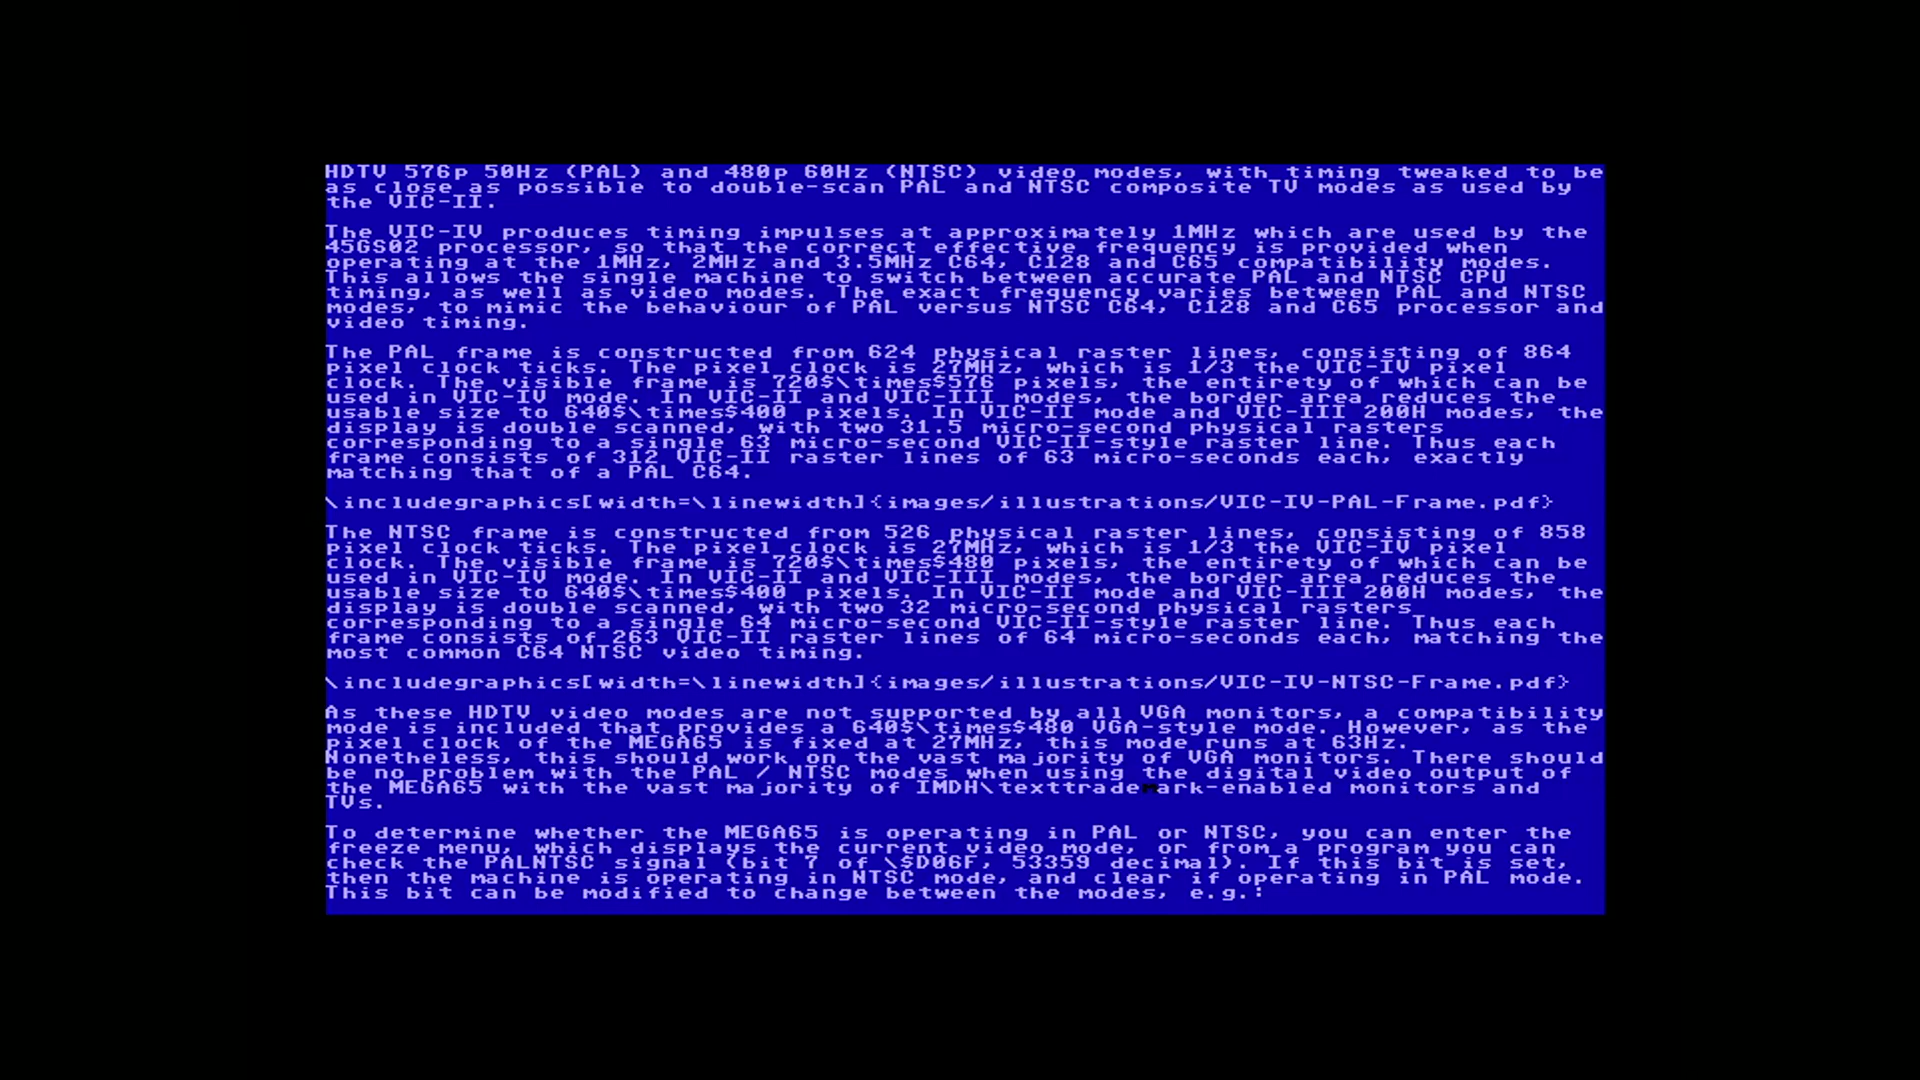 HDTV 576p 50Hz (PAL) and 480p 60Hz (NTSC) video modes, with timing tweaked to be
as close as possible to double-scan PAL and NTSC composite TV modes as used by
the VIC-II.
The VIC-IV produces timing impulses at approximately 1MHz which are used by the
45GS02 processor, so that the correct effective frequency is provided when
operating at the 1MHz, 2MHz and 3.5MHz C64, C128 and C65 compatibility modes.
This allows the single machine to switch between accurate PAL and NTSC CPU
timing, as well as video modes. The exact frequency varies between PAL and NTSC
modes, to mimic the behaviour of PAL versus NTSC C64, C128 and C65 processor and
video timing.
The PAL frame is constructed from 624 physical raster lines, consisting of 864
pixel clock ticks. The pixel clock is 27MHz, which is 1/3 the VIC-IV pixel
clock. The visible frame is 720$\times$576 pixels, the entirety of which can be
used in VIC-IV mode. In VIC-II and VIC-III modes, the border area reduces the
usable size to 640$\times$400 pixels. In VIC-II mode and VIC-III 200H modes, the
display is double scanned, with two 31.5 micro-second physical rasters
corresponding to a single 63 micro-second VIC-II-style raster line. Thus each
frame consists of 312 VIC-II raster lines of 63 micro-seconds each, exactly
matching that of a PAL C64.
\includegraphics[width=\linewidth]{images/illustrations/VIC-IV-PAL-Frame.pdf}
The NTSC frame is constructed from 526 physical raster lines, consisting of 858
pixel clock ticks. The pixel clock is 27MHz, which is 1/3 the VIC-IV pixel
clock. The visible frame is 720$\times$480 pixels, the entirety of which can be
used in VIC-IV mode. In VIC-II and VIC-III modes, the border area reduces the
usable size to 640$\times$400 pixels. In VIC-II mode and VIC-III 200H modes, the
display is double scanned, with two 32 micro-second physical rasters
corresponding to a single 64 micro-second VIC-II-style raster line. Thus each
frame consists of 263 VIC-II raster lines of 64 micro-seconds each, matching the
most common C64 NTSC video timing.
\includegraphics[width=\linewidth]{images/illustrations/VIC-IV-NTSC-Frame.pdf}
As these HDTV video modes are not supported by all VGA monitors, a compatibility
mode is included that provides a 640$\times$480 VGA-style mode. However, as the
pixel clock of the MEGA65 is fixed at 27MHz, this mode runs at 63Hz.
Nonetheless, this should work on the vast majority of VGA monitors. There should
be no problem with the PAL / NTSC modes when using the digital video output of
the MEGA65 with the vast majority of IMDH\texttrademark-enabled monitors and
TVs.
To determine whether the MEGA65 is operating in PAL or NTSC, you can enter the
freeze menu, which displays the current video mode, or from a program you can
check the PALNTSC signal (bit 7 of \$D06F, 53359 decimal). If this bit is set,
then the machine is operating in NTSC mode, and clear if operating in PAL mode.
This bit can be modified to change between the modes, e.g.: